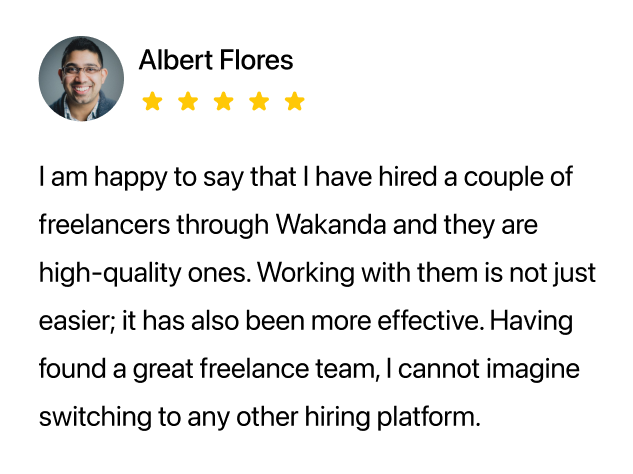 Albert Flores
I am happy to say that I have hired a couple of
freelancers through Wakanda and they are
high-quality ones. Working with them is not just
easier; it has also been more effective. Having
found a great freelance team, I cannot imagine
switching to any other hiring platform.